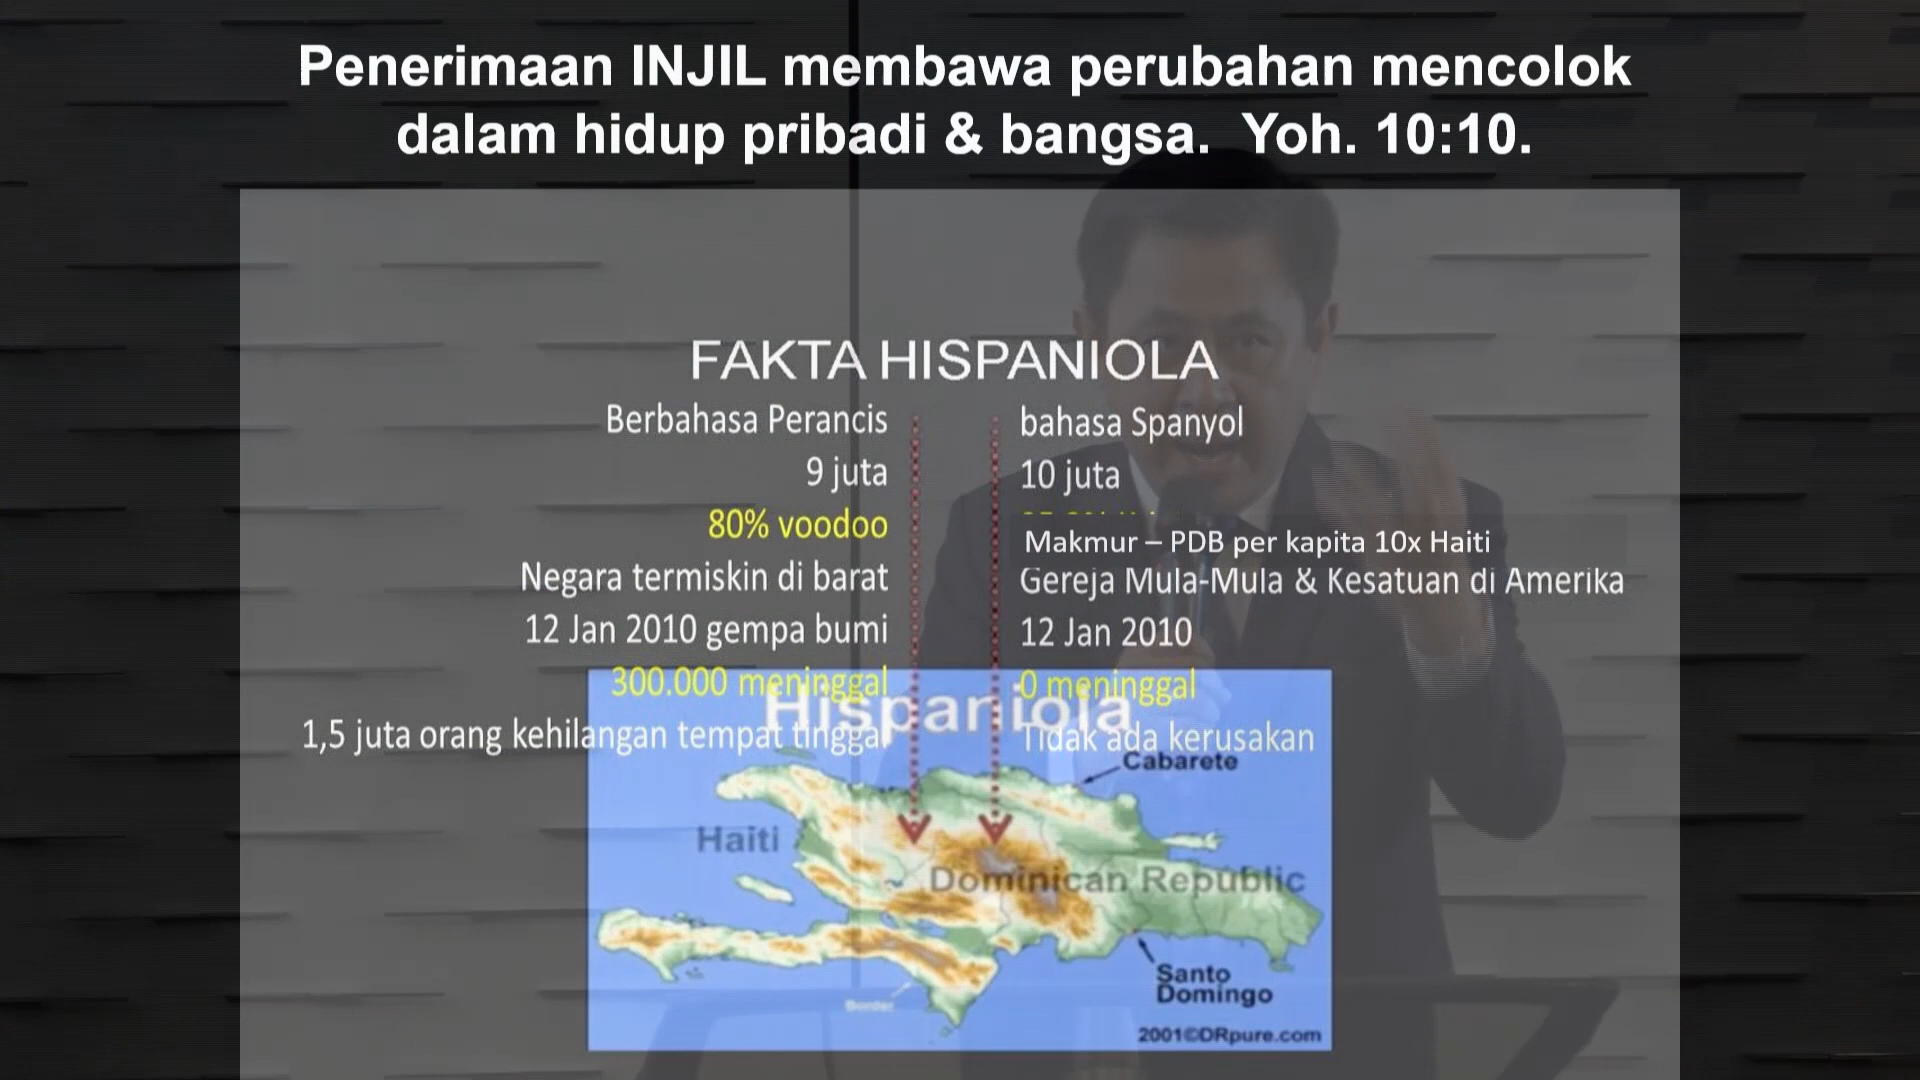 Penerimaan INJIL membawa perubahan mencolok
dalam hidup pribadi & bangsa. Yoh. 10:10.
FAKTA HISPANIOLA
Berbahasa Perancis
9 juta
80% voodoo
Negara termiskin di barat
12 Jan 2010 gempa bumi
300.000 meninggal
1,5 juta orang kehilangan tempat tinggal
bahasa Spanyol
10 juta
Makmur – PDB per kapita 10x Haiti
Gereja Mula-Mula & Kesatuan di Amerika
12 Jan 2010
0 meninggal
Tidak ada kerusakan
Hispaniola
Cabarete
Haiti
Dominican Republic
Santo
Domingo
Border
2001©DRpure.com